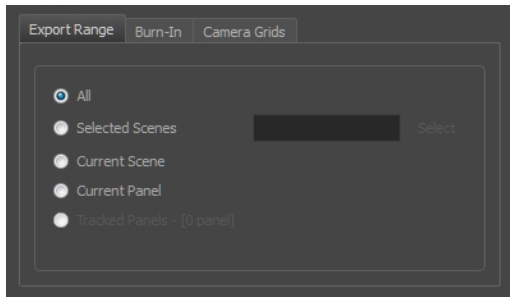 Export Range Burn-In Camera Grids
All
Selected Scenes Select
Current Scene
Current Panel
Tracked Panels - [0 panel]